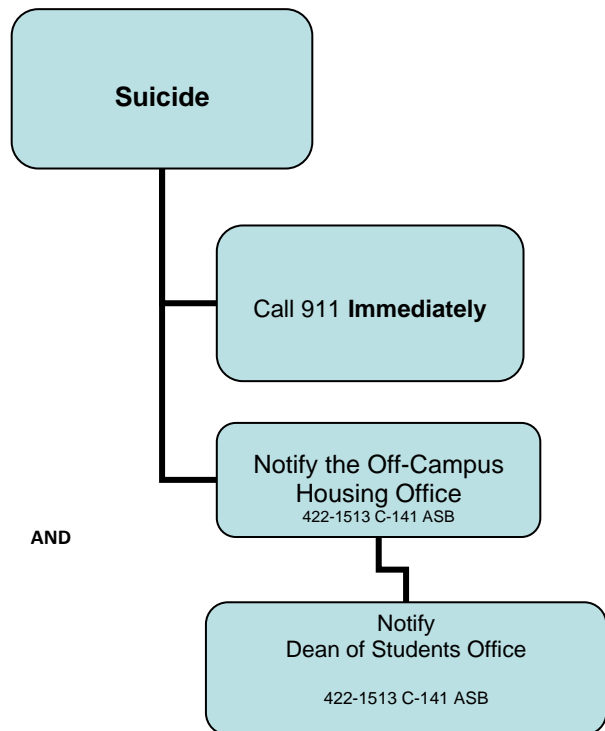 Suicide
Call 911 Immediately
Notify the Off-Campus
Housing Office
422-1513 C-141 ASB
AND
Notify
Dean of Students Office
422-1513 C-141 ASB